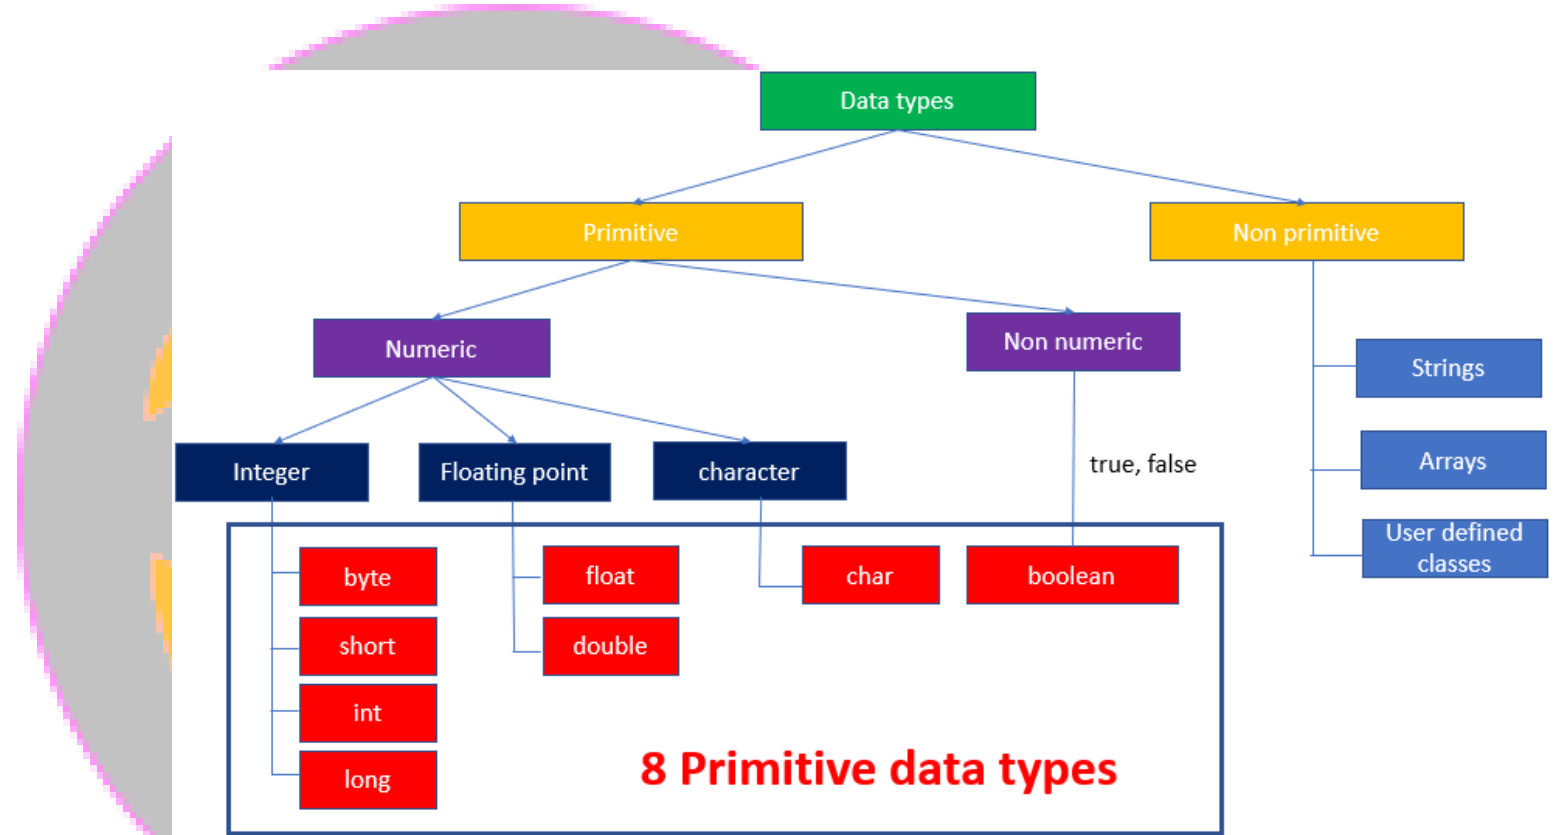 Data types
Primitive
Non primitive
Numeric
Non numeric
Strings
Integer
Floating point
character
true, false
Arrays
User defined
classes
byte
float
char
boolean
short
double
int
long
8 Primitive data types